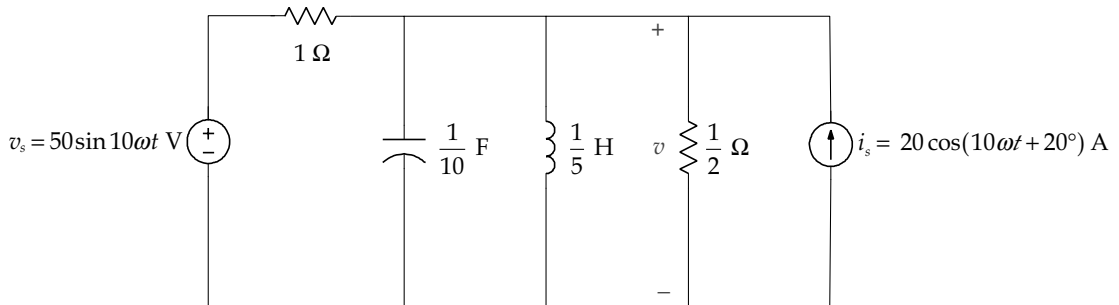 1 Ω
+
v_s = 50 sin 10ωt V
+
−
1/10 F
1/5 H
v
1/2 Ω
i_s = 20 cos(10ωt + 20°) A
−